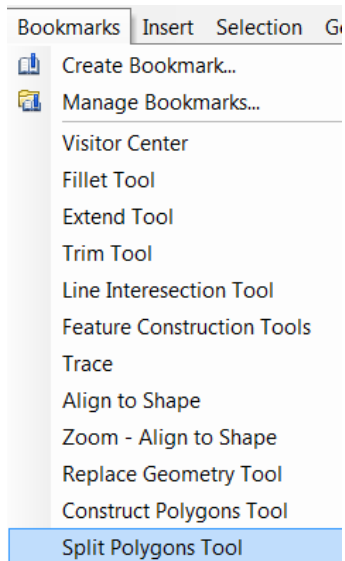 Bookmarks Insert Selection
Create Bookmark...
Manage Bookmarks...
Visitor Center
Fillet Tool
Extend Tool
Trim Tool
Line Interesection Tool
Feature Construction Tools
Trace
Align to Shape
Zoom - Align to Shape
Replace Geometry Tool
Construct Polygons Tool
Split Polygons Tool